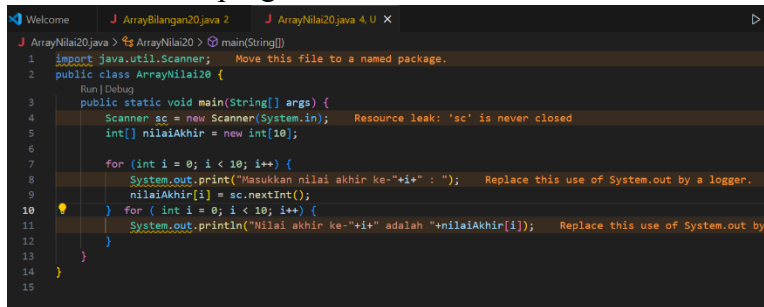 Welcome J ArrayBilangan20.java 2 J ArrayNilai20.java 4, U ×
J ArrayNilai20.java > ArrayNilai20 > main(String[])
1 import java.util.Scanner; Move this file to a named package.
2 public class ArrayNilai20 {
Run | Debug
3 public static void main(String[] args) {
4 Scanner sc = new Scanner(System.in); Resource leak: 'sc' is never closed
5 int[] nilaiAkhir = new int[10];
6
7 for (int i = 0; i < 10; i++) {
8 System.out.print("Masukkan nilai akhir ke-"+i+" : "); Replace this use of System.out by a logger.
9 nilaiAkhir[i] = sc.nextInt();
10 } for ( int i = 0; i < 10; i++) {
11 System.out.println("Nilai akhir ke-"+i+" adalah "+nilaiAkhir[i]); Replace this use of System.out by
12 }
13 }
14 }
15